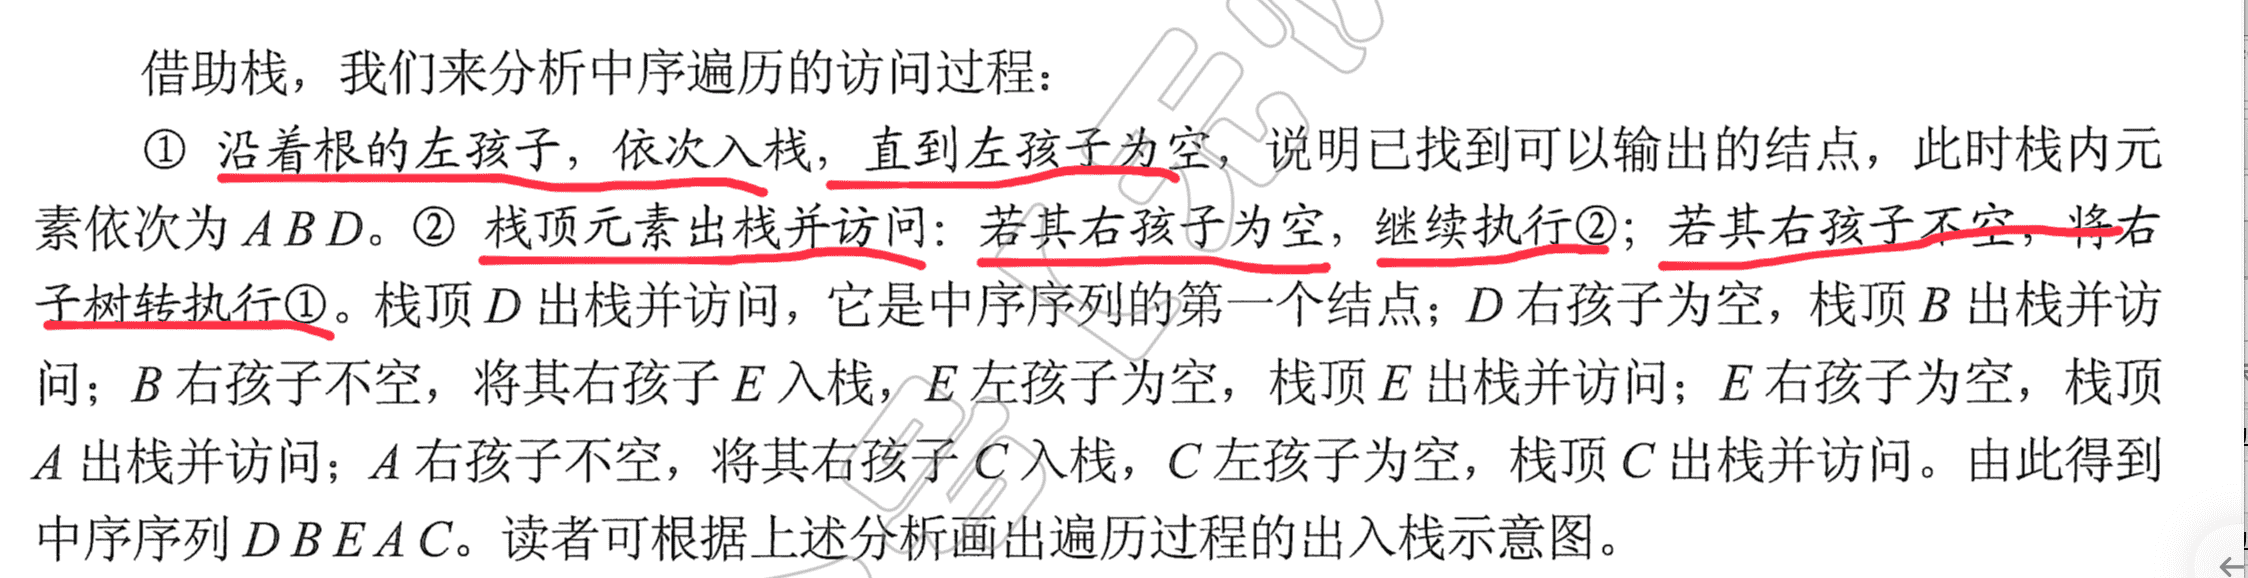 借助栈，我们来分析中序遍历的访问过程：
① 沿着根的左孩子，依次入栈，直到左孩子为空，说明已找到可以输出的结点，此时栈内元
素依次为 A B D。② 栈顶元素出栈并访问：若其右孩子为空，继续执行②；若其右孩子不空，将右
子树转执行①。栈顶 D 出栈并访问，它是中序序列的第一个结点；D 右孩子为空，栈顶 B 出栈并访
问；B 右孩子不空，将其右孩子 E 入栈，E 左孩子为空，栈顶 E 出栈并访问；E 右孩子为空，栈顶
A 出栈并访问；A 右孩子不空，将其右孩子 C 入栈，C 左孩子为空，栈顶 C 出栈并访问。由此得到
中序序列 D B E A C。读者可根据上述分析画出遍历过程的出入栈示意图。